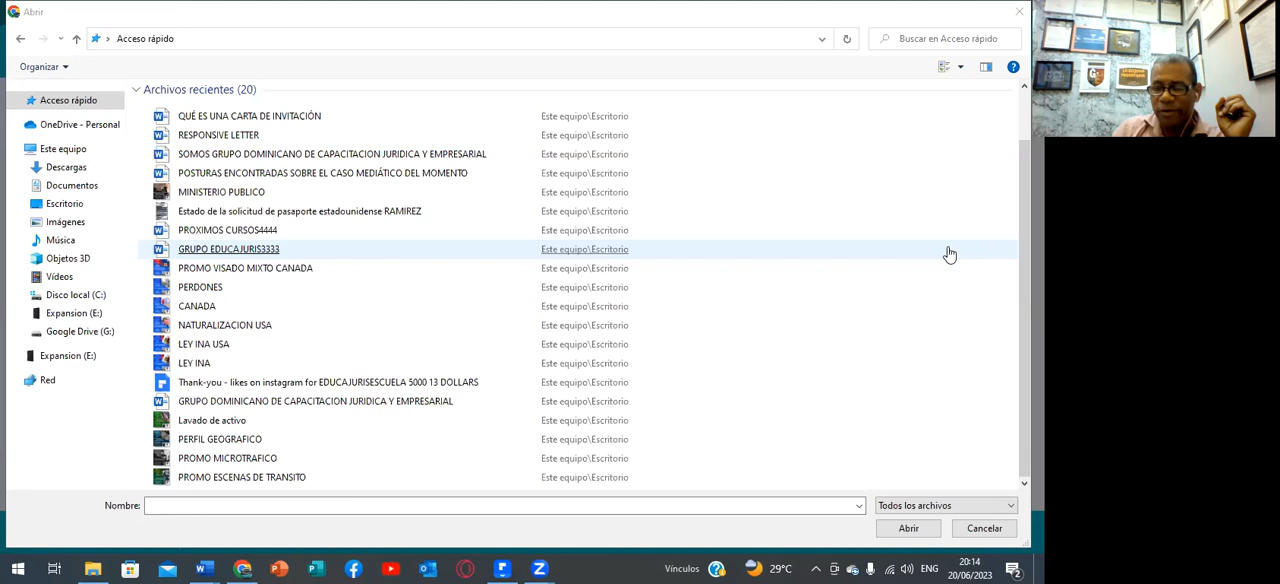 Abrir
Acceso rápido
Buscar en Acceso rápido
Organizar
Archivos recientes (20)
Acceso rápido
OneDrive - Personal
Este equipo
Descargas
Documentos
Escritorio
Imágenes
Música
Objetos 3D
Vídeos
Disco local (C:)
Expansion (E:)
Google Drive (G:)
Expansion (E:)
Red
QUÉ ES UNA CARTA DE INVITACIÓN Este equipo\Escritorio
RESPONSIVE LETTER Este equipo\Escritorio
SOMOS GRUPO DOMINICANO DE CAPACITACION JURIDICA Y EMPRESARIAL Este equipo\Escritorio
POSTURAS ENCONTRADAS SOBRE EL CASO MEDIÁTICO DEL MOMENTO Este equipo\Escritorio
MINISTERIO PUBLICO Este equipo\Escritorio
Estado de la solicitud de pasaporte estadounidense RAMIREZ Este equipo\Escritorio
PROXIMOS CURSOS4444 Este equipo\Escritorio
GRUPO EDUCAJURIS3333 Este equipo\Escritorio
PROMO VISADO MIXTO CANADA Este equipo\Escritorio
PERDONES Este equipo\Escritorio
CANADA Este equipo\Escritorio
NATURALIZACION USA Este equipo\Escritorio
LEY INA USA Este equipo\Escritorio
LEY INA Este equipo\Escritorio
Thank-you - likes on instagram for EDUCAJURISESCUELA 5000 13 DOLLARS Este equipo\Escritorio
GRUPO DOMINICANO DE CAPACITACION JURIDICA Y EMPRESARIAL Este equipo\Escritorio
Lavado de activo Este equipo\Escritorio
PERFIL GEOGRAFICO Este equipo\Escritorio
PROMO MICROTRAFICO Este equipo\Escritorio
PROMO ESCENAS DE TRANSITO Este equipo\Escritorio
Nombre:
Todos los archivos
Abrir Cancelar
Vínculos 29°C ENG 20:14
20/06/2023 2